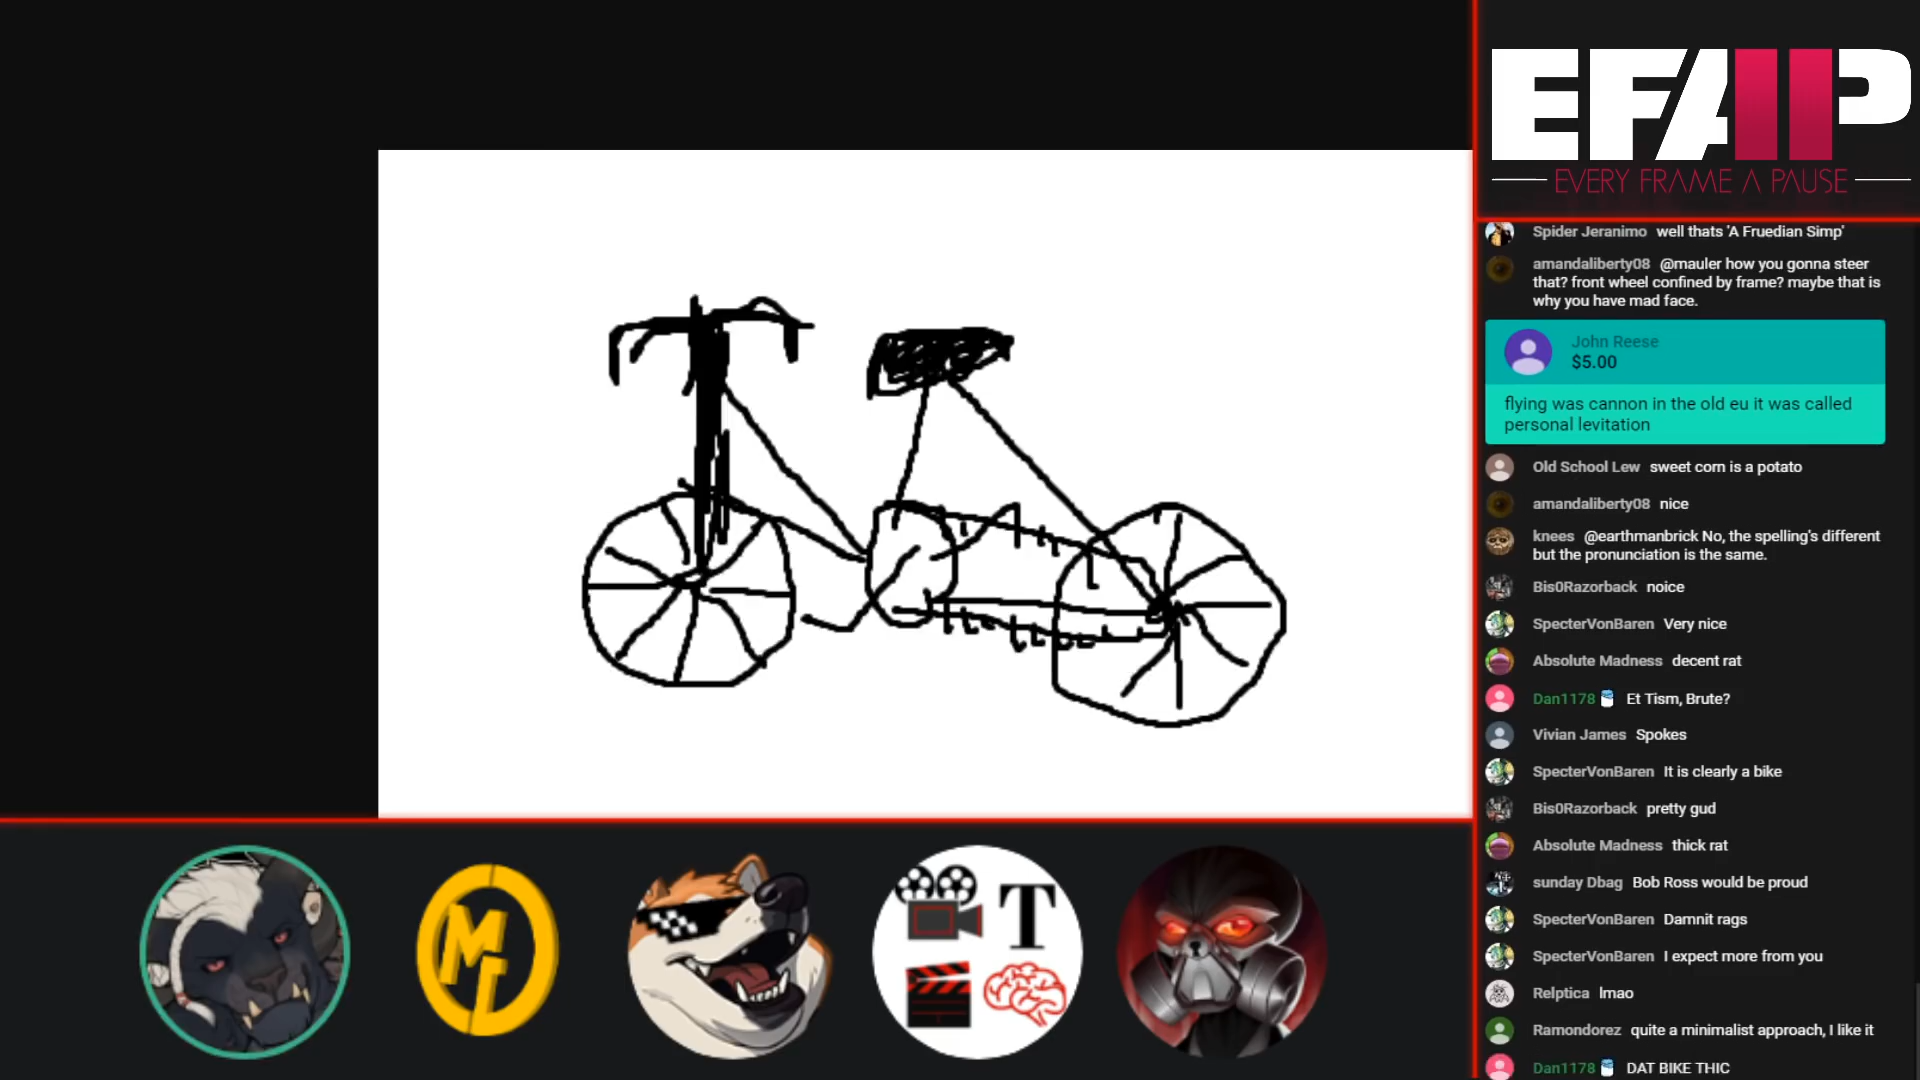 EFAP
EVERY FRAME A PAUSE
Spider Jeranimo well thats 'A Fruedian Simp'
amandaliberty08 @mauler how you gonna steer
that? front wheel confined by frame? maybe that is
why you have mad face.
John Reese
$5.00
flying was cannon in the old eu it was called
personal levitation
Old School Lew sweet corn is a potato
amandaliberty08 nice
knees @earthmanbrick No, the spelling's different
but the pronunciation is the same.
Bis0Razorback noice
SpecterVonBaren Very nice
Absolute Madness decent rat
Dan1178 Et Tism, Brute?
Vivian James Spokes
SpecterVonBaren It is clearly a bike
Bis0Razorback pretty gud
Absolute Madness thick rat
sunday Dbag Bob Ross would be proud
SpecterVonBaren Damnit rags
SpecterVonBaren I expect more from you
Relptica lmao
Ramondorez quite a minimalist approach, I like it
Dan1178 DAT BIKE THIC
ML
T